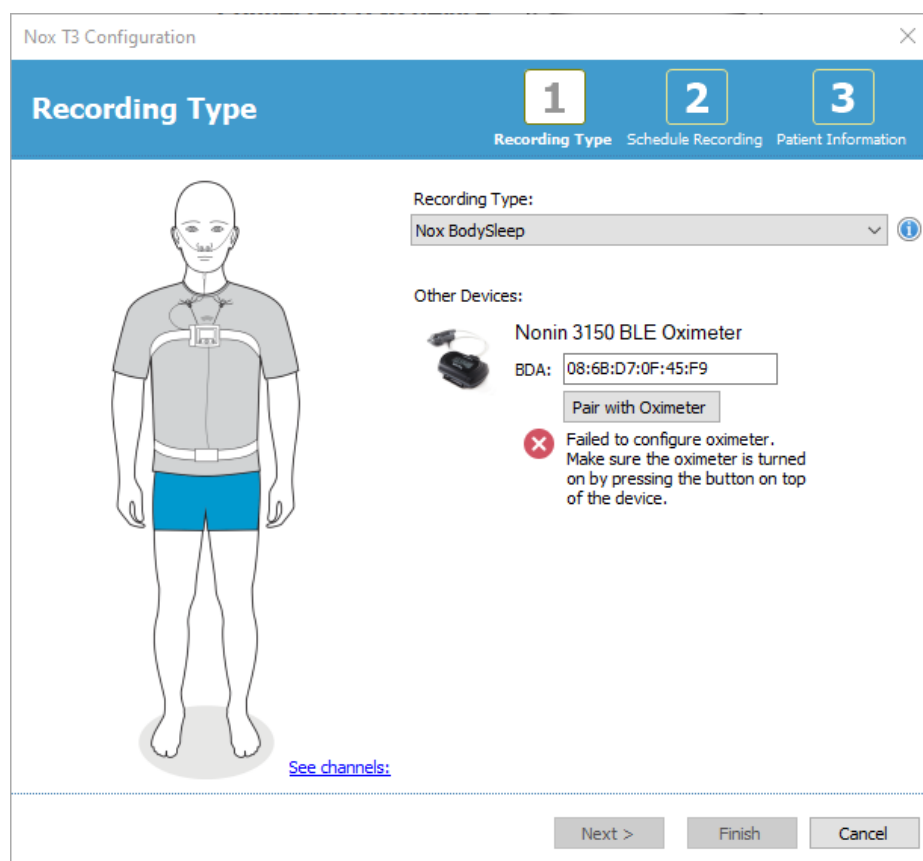 Nox T3 Configuration
Recording Type
1
Recording Type
2
Schedule Recording
3
Patient Information
Recording Type:
Nox BodySleep
Other Devices:
Nonin 3150 BLE Oximeter
BDA: 08:6B:D7:0F:45:F9
Pair with Oximeter
Failed to configure oximeter.
Make sure the oximeter is turned
on by pressing the button on top
of the device.
See channels:
Next >
Finish
Cancel